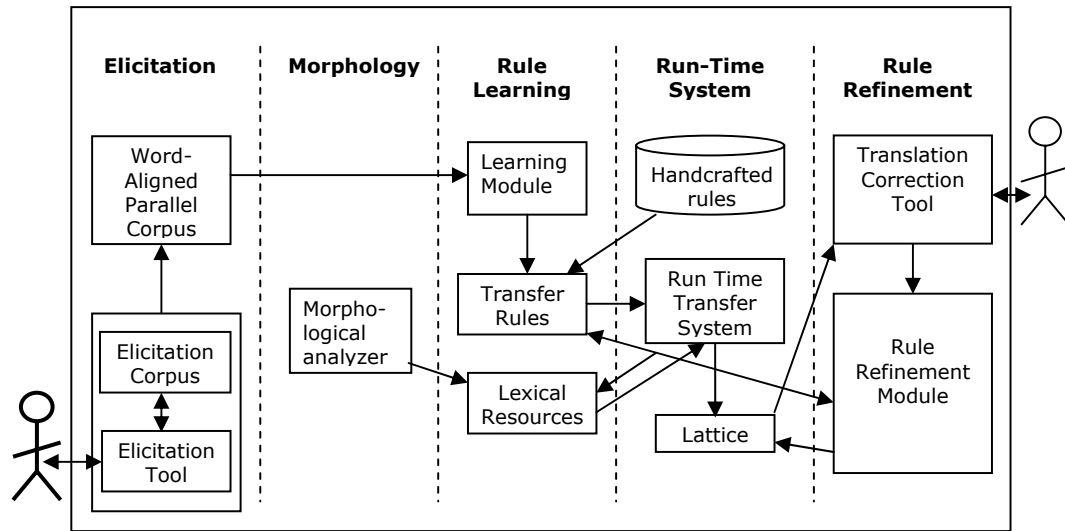 Elicitation
Morphology
Rule
Learning
Run-Time
System
Rule
Refinement
Word-
Aligned
Parallel
Corpus
Learning
Module
Handcrafted
rules
Translation
Correction
Tool
Transfer
Rules
Run Time
Transfer
System
Morpho-
logical
analyzer
Elicitation
Corpus
Lexical
Resources
Lattice
Rule
Refinement
Module
Elicitation
Tool